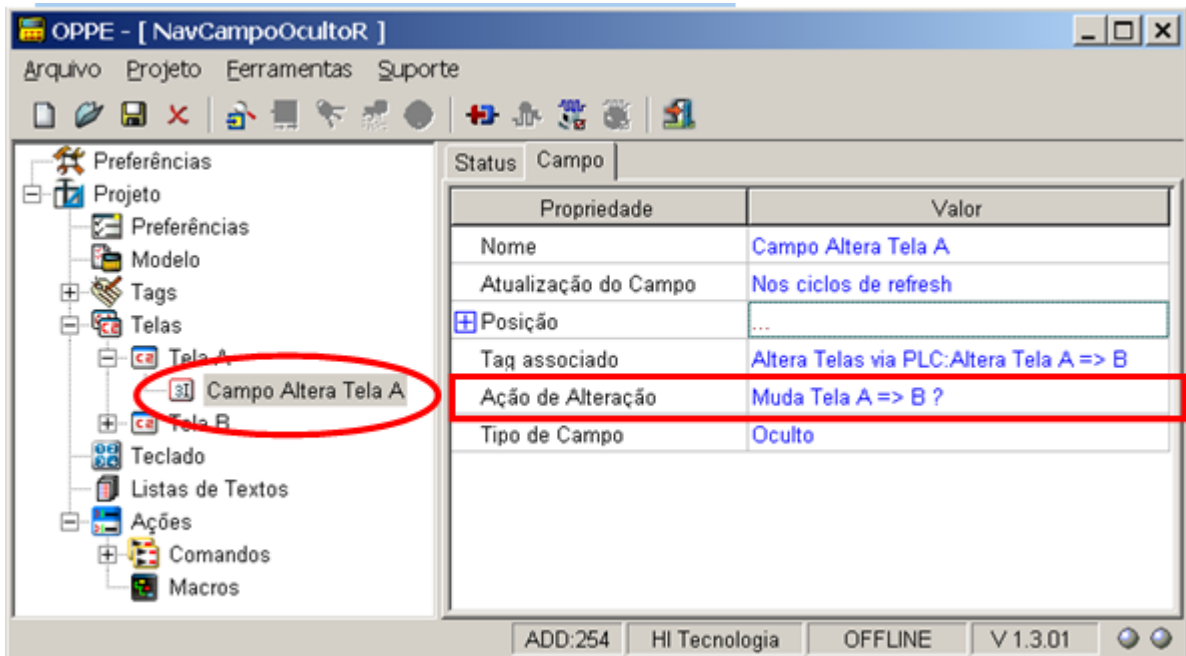 OPPE - [ NavCampoOcultoR ]
Arquivo Projeto Ferramentas Suporte
Preferências
Projeto
Preferências
Modelo
Tags
Telas
Tela A
Campo Altera Tela A
Tela B
Teclado
Listas de Textos
Ações
Comandos
Macros
Status Campo
Propriedade Valor
Nome Campo Altera Tela A
Atualização do Campo Nos ciclos de refresh
Posição ...
Tag associado Altera Telas via PLC:Altera Tela A => B
Ação de Alteração Muda Tela A => B ?
Tipo de Campo Oculto
ADD:254 HI Tecnologia OFFLINE V 1.3.01